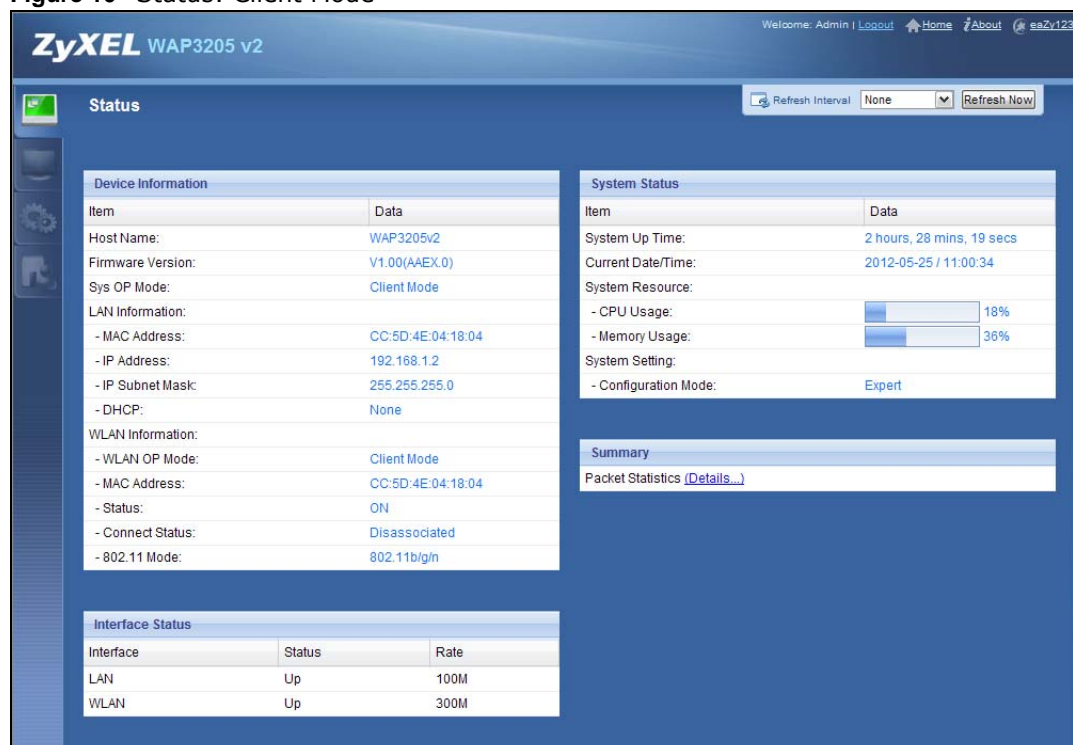 Figure 10 Status: Client Mode
ZyXEL WAP3205 v2
Welcome: Admin | Logout Home About eaZy123
Status
Refresh Interval None Refresh Now
Device Information
Item Data
Host Name: WAP3205v2
Firmware Version: V1.00(AAEX.0)
Sys OP Mode: Client Mode
LAN Information:
- MAC Address: CC:5D:4E:04:18:04
- IP Address: 192.168.1.2
- IP Subnet Mask: 255.255.255.0
- DHCP: None
WLAN Information:
- WLAN OP Mode: Client Mode
- MAC Address: CC:5D:4E:04:18:04
- Status: ON
- Connect Status: Disassociated
- 802.11 Mode: 802.11b/g/n
Interface Status
Interface Status Rate
LAN Up 100M
WLAN Up 300M
System Status
Item Data
System Up Time: 2 hours, 28 mins, 19 secs
Current Date/Time: 2012-05-25 / 11:00:34
System Resource:
- CPU Usage: 18%
- Memory Usage: 36%
System Setting:
- Configuration Mode: Expert
Summary
Packet Statistics (Details...)